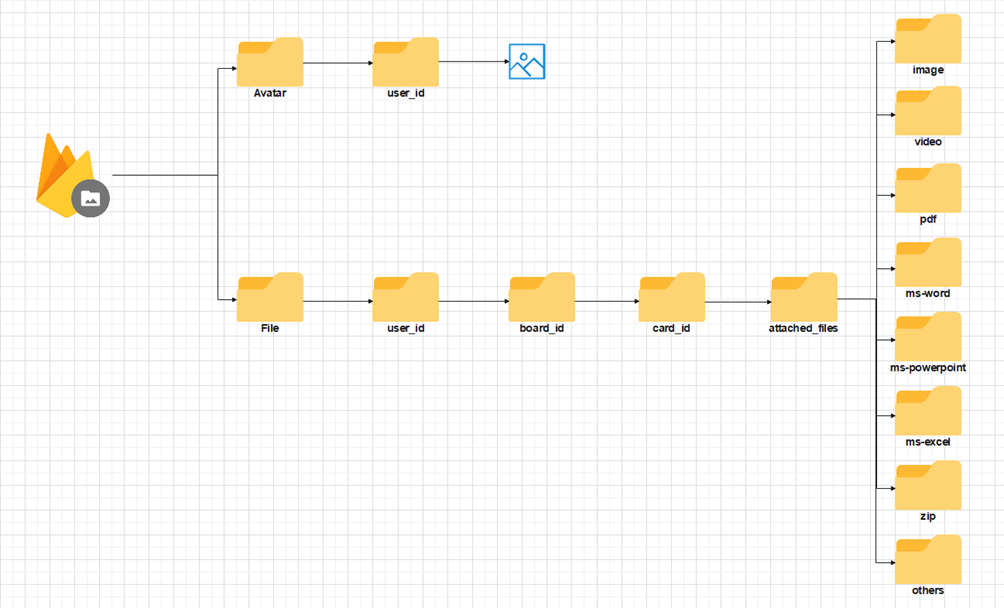 Avatar
user_id
File
user_id
board_id
card_id
attached_files
image
video
pdf
ms-word
ms-powerpoint
ms-excel
zip
others